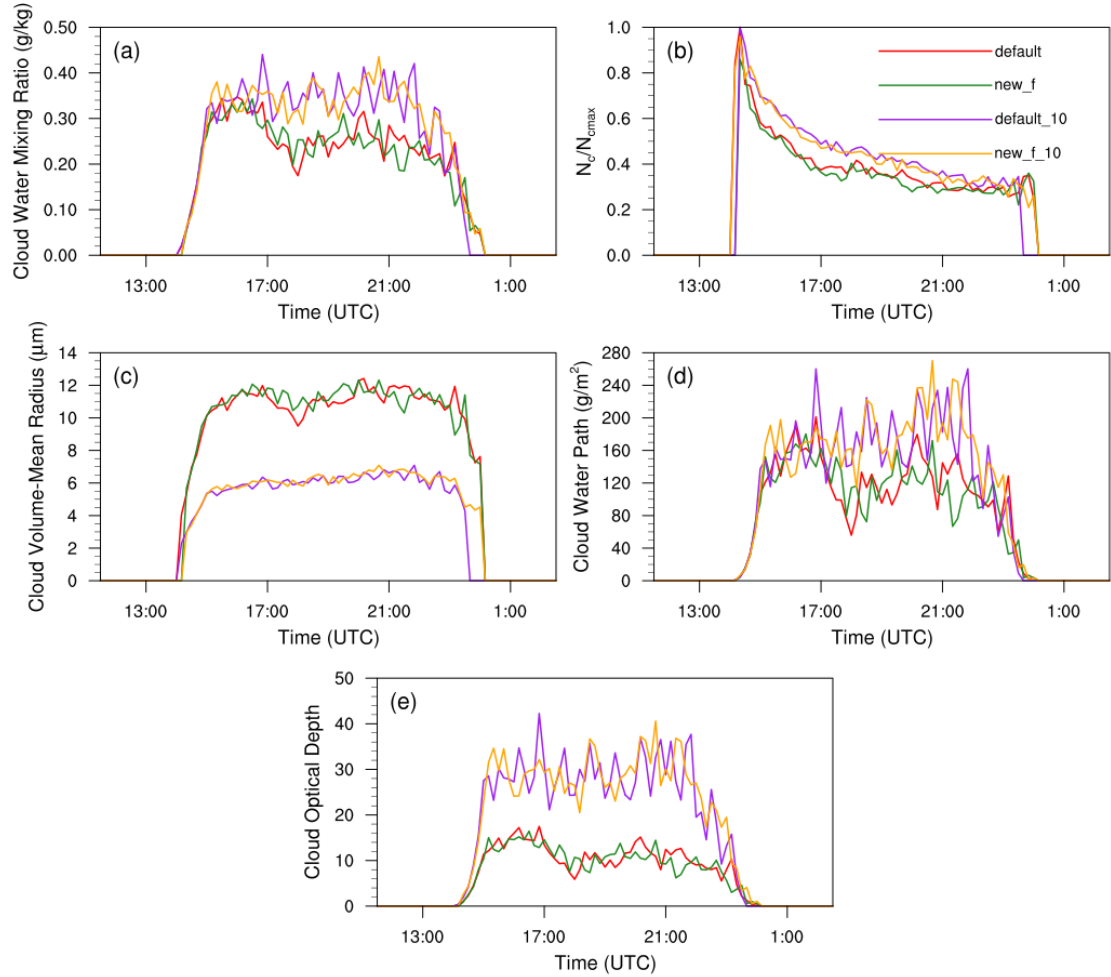 (a)
Cloud Water Mixing Ratio (g/kg)
0.50
0.40
0.30
0.20
0.10
0.00
13:00 17:00 21:00 1:00
Time (UTC)
(b)
N_c/N_cmax
1.0
0.8
0.6
0.4
0.2
0.0
default
new_f
default_10
new_f_10
13:00 17:00 21:00 1:00
Time (UTC)
(c)
Cloud Volume-Mean Radius (μm)
14
12
10
8
6
4
2
0
13:00 17:00 21:00 1:00
Time (UTC)
(d)
Cloud Water Path (g/m²)
280
240
200
160
120
80
40
0
13:00 17:00 21:00 1:00
Time (UTC)
(e)
Cloud Optical Depth
50
40
30
20
10
0
13:00 17:00 21:00 1:00
Time (UTC)